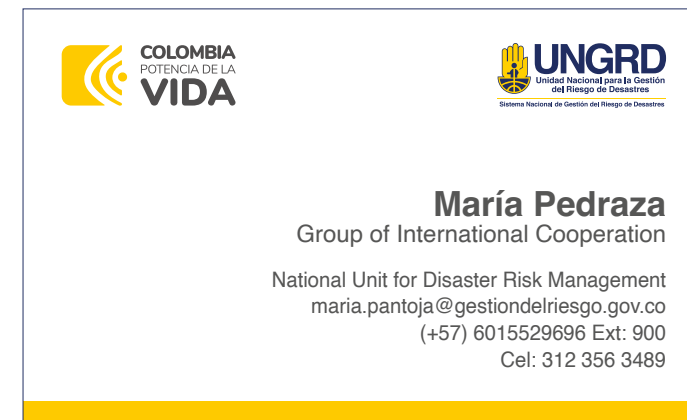 COLOMBIA
POTENCIA DE LA
VIDA
UNGRD
Unidad Nacional para la Gestión
del Riesgo de Desastres
Sistema Nacional de Gestión del Riesgo de Desastres
María Pedraza
Group of International Cooperation
National Unit for Disaster Risk Management
maria.pantoja@gestiondelriesgo.gov.co
(+57) 6015529696 Ext: 900
Cel: 312 356 3489